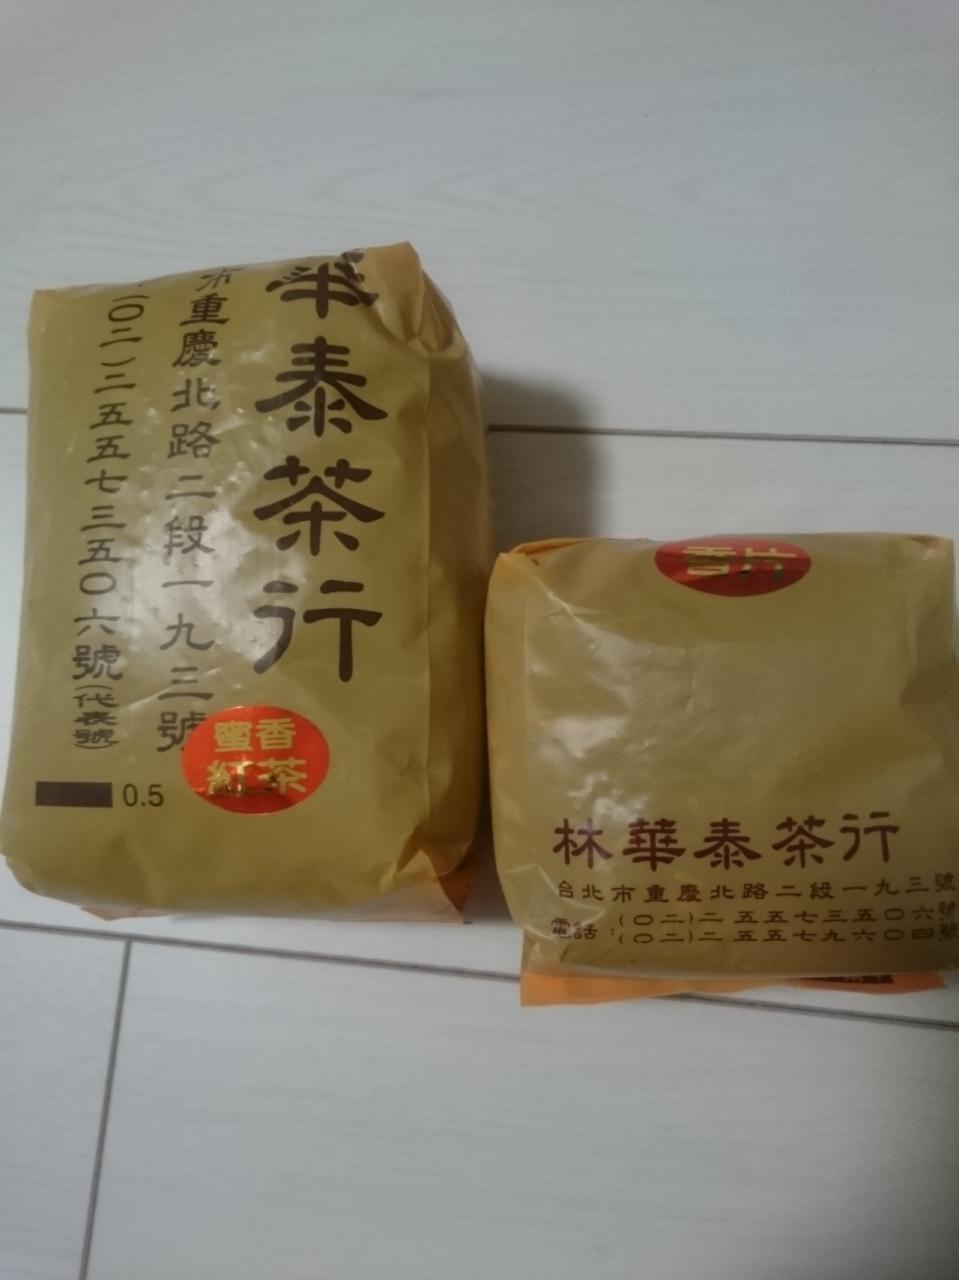 華泰茶行
市重慶北路二段一九三號
(〇二)二五五七三五〇六號(代表號)
蜜香
紅茶
0.5
香片
林華泰茶行
台北市重慶北路二段一九三號
電話:(〇二)二五五七三五〇六號
(〇二)二五五七九六〇四號